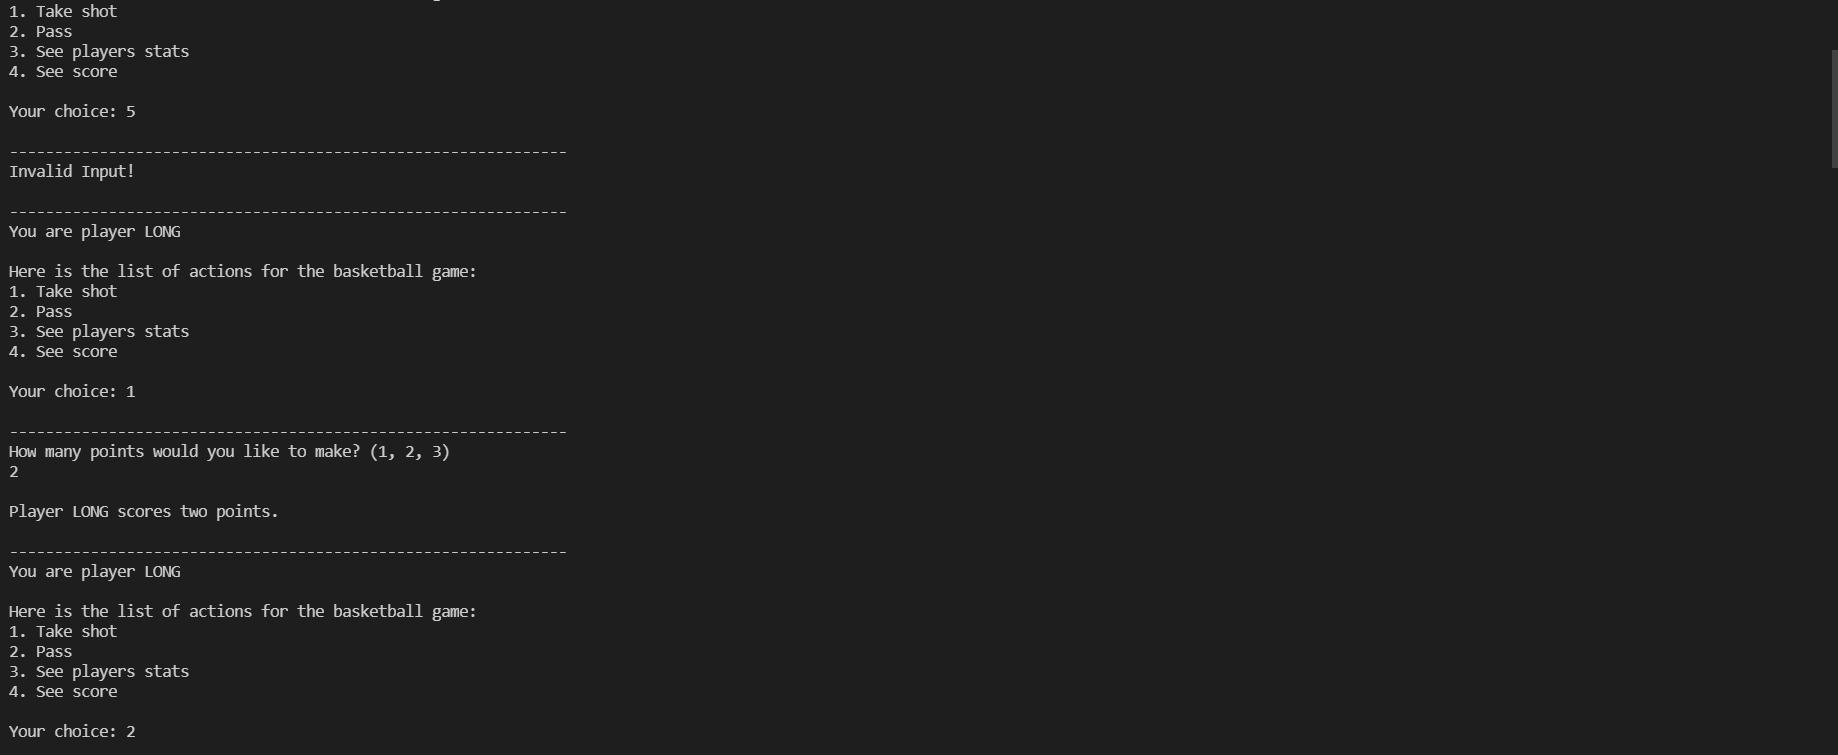 1. Take shot
2. Pass
3. See players stats
4. See score
Your choice: 5
--------------------------------------------------------------
Invalid Input!
--------------------------------------------------------------
You are player LONG
Here is the list of actions for the basketball game:
1. Take shot
2. Pass
3. See players stats
4. See score
Your choice: 1
--------------------------------------------------------------
How many points would you like to make? (1, 2, 3)
2
Player LONG scores two points.
--------------------------------------------------------------
You are player LONG
Here is the list of actions for the basketball game:
1. Take shot
2. Pass
3. See players stats
4. See score
Your choice: 2